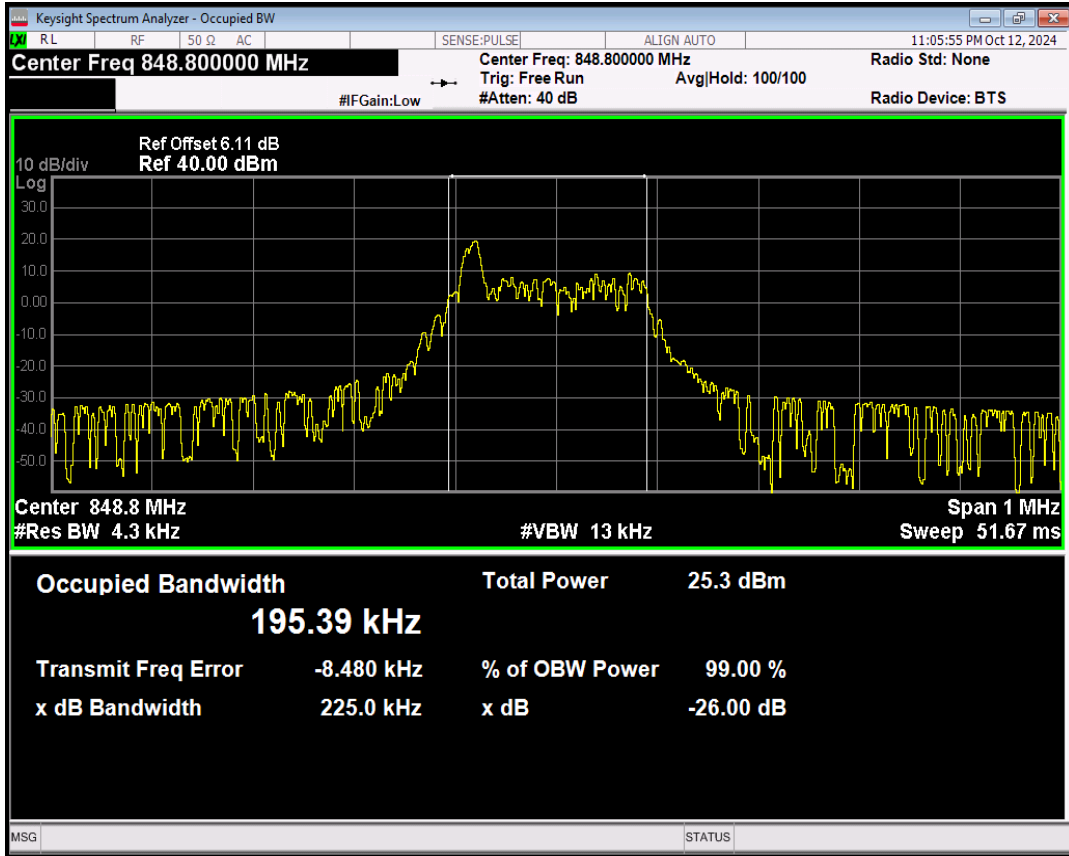 Keysight Spectrum Analyzer - Occupied BW
LXI RL RF 50 Ω AC SENSE:PULSE ALIGN AUTO 11:05:55 PM Oct 12, 2024
Center Freq 848.800000 MHz
Center Freq: 848.800000 MHz
Radio Std: None
Trig: Free Run
Avg|Hold: 100/100
#IFGain:Low
#Atten: 40 dB
Radio Device: BTS
Ref Offset 6.11 dB
10 dB/div
Ref 40.00 dBm
Log
30.0
20.0
10.0
0.00
-10.0
-20.0
-30.0
-40.0
-50.0
Center 848.8 MHz
Span 1 MHz
#Res BW 4.3 kHz
#VBW 13 kHz
Sweep 51.67 ms
Occupied Bandwidth
Total Power 25.3 dBm
195.39 kHz
Transmit Freq Error -8.480 kHz
% of OBW Power 99.00 %
x dB Bandwidth 225.0 kHz
x dB -26.00 dB
MSG
STATUS